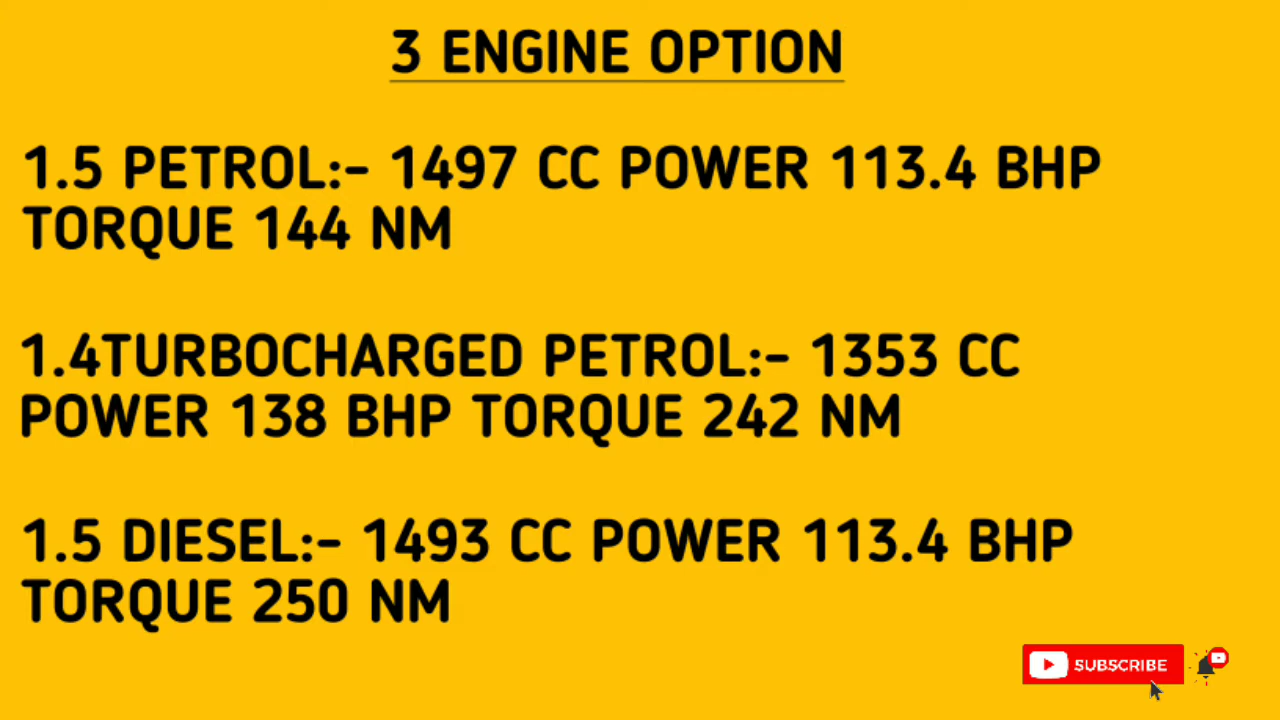 3 ENGINE OPTION
1.5 PETROL:- 1497 CC POWER 113.4 BHP
TORQUE 144 NM
1.4TURBOCHARGED PETROL:- 1353 CC
POWER 138 BHP TORQUE 242 NM
1.5 DIESEL:- 1493 CC POWER 113.4 BHP
TORQUE 250 NM
SUBSCRIBE